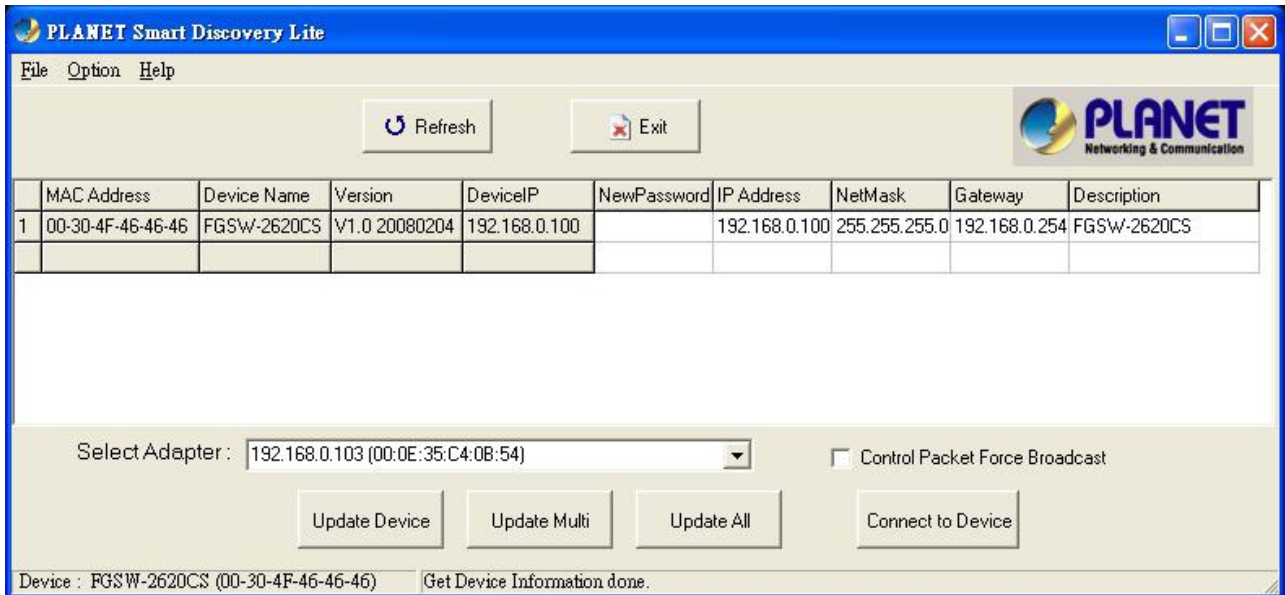 PLANET Smart Discovery Lite
File Option Help
Refresh Exit
PLANET
Networking & Communication
MAC Address Device Name Version DeviceIP NewPassword IP Address NetMask Gateway Description
1 00-30-4F-46-46-46 FGSW-2620CS V1.0 20080204 192.168.0.100 192.168.0.100 255.255.255.0 192.168.0.254 FGSW-2620CS
Select Adapter : 192.168.0.103 (00:0E:35:C4:0B:54) Control Packet Force Broadcast
Update Device Update Multi Update All Connect to Device
Device : FGSW-2620CS (00-30-4F-46-46-46) Get Device Information done.